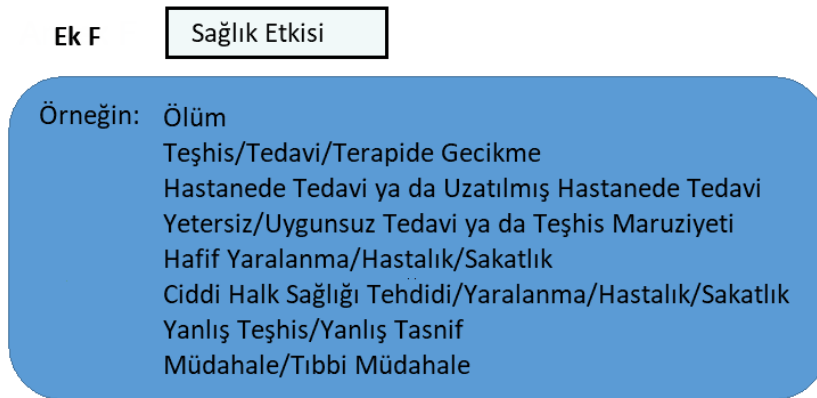 Ek F Sağlık Etkisi
Örneğin: Ölüm
Teşhis/Tedavi/Terapide Gecikme
Hastanede Tedavi ya da Uzatılmış Hastanede Tedavi
Yetersiz/Uygunsuz Tedavi ya da Teşhis Maruziyeti
Hafif Yaralanma/Hastalık/Sakatlık
Ciddi Halk Sağlığı Tehdidi/Yaralanma/Hastalık/Sakatlık
Yanlış Teşhis/Yanlış Tasnif
Müdahale/Tıbbi Müdahale